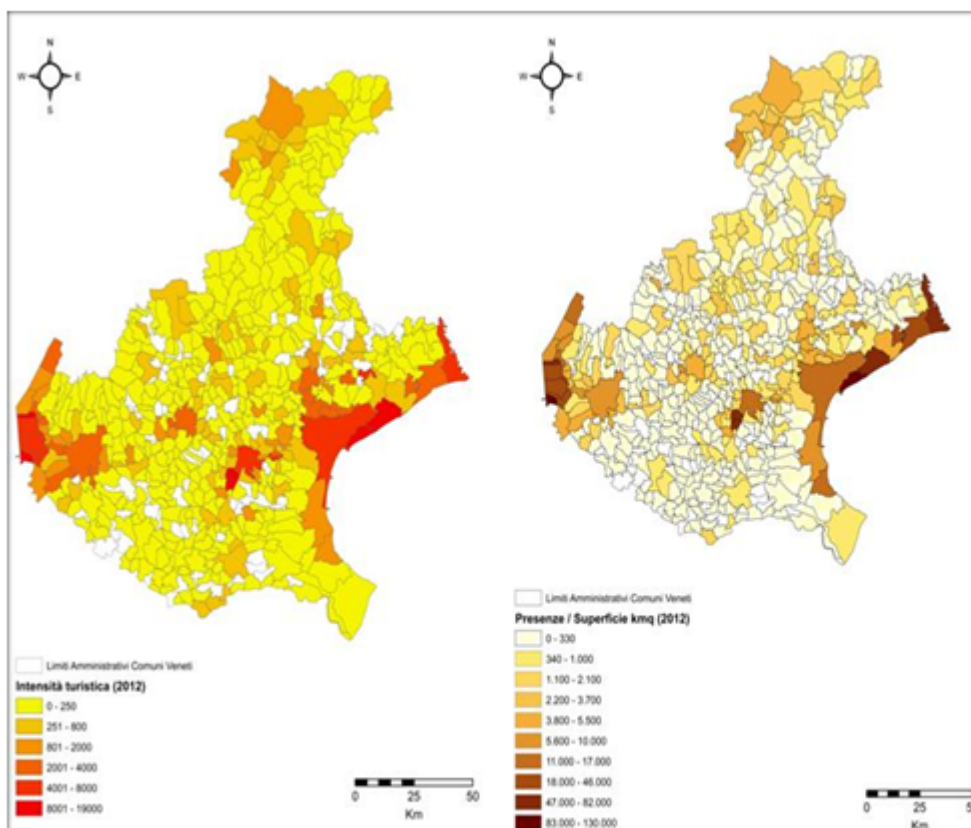 N
W E
S
Limiti Amministrativi Comuni Veneti
Intensità turistica (2012)
0 - 250
251 - 800
801 - 2000
2001 - 4000
4001 - 8000
8001 - 19000
0 25 50
Km
N
W E
S
Limiti Amministrativi Comuni Veneti
Presenze / Superficie kmq (2012)
0 - 330
340 - 1.000
1.100 - 2.100
2.200 - 3.700
3.800 - 5.500
5.600 - 10.000
11.000 - 17.000
18.000 - 46.000
47.000 - 82.000
83.000 - 130.000
0 25
Km